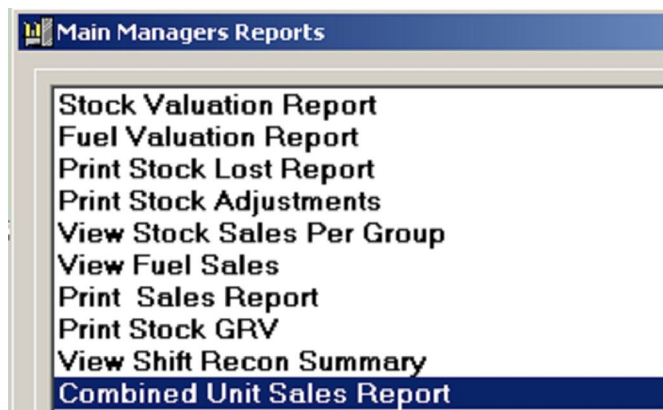 Main Managers Reports
Stock Valuation Report
Fuel Valuation Report
Print Stock Lost Report
Print Stock Adjustments
View Stock Sales Per Group
View Fuel Sales
Print  Sales Report
Print Stock GRV
View Shift Recon Summary
Combined Unit Sales Report